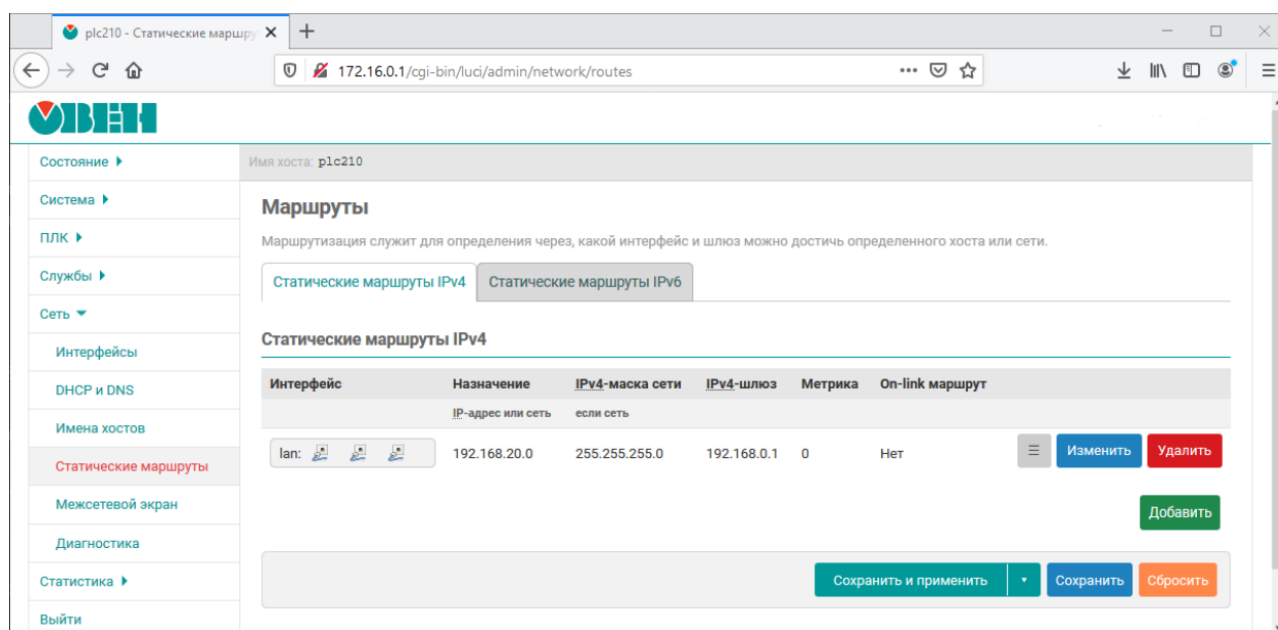 plc210 - Статические маршру
172.16.0.1/cgi-bin/luci/admin/network/routes
ОВЕН
Состояние
Имя хоста: plc210
Система
Маршруты
ПЛК
Маршрутизация служит для определения через, какой интерфейс и шлюз можно достичь определенного хоста или сети.
Службы
Статические маршруты IPv4 Статические маршруты IPv6
Сеть
Статические маршруты IPv4
Интерфейсы
Интерфейс Назначение IPv4-маска сети IPv4-шлюз Метрика On-link маршрут
DHCP и DNS
IP-адрес или сеть если сеть
Имена хостов
lan: 192.168.20.0 255.255.255.0 192.168.0.1 0 Нет Изменить Удалить
Статические маршруты
Межсетевой экран
Добавить
Диагностика
Статистика
Сохранить и применить Сохранить Сбросить
Выйти